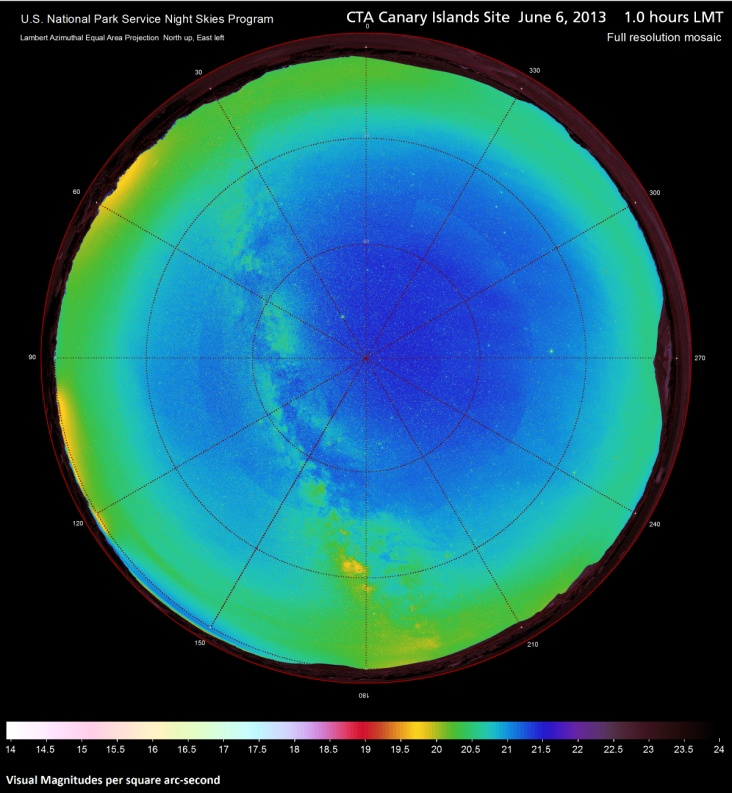 U.S. National Park Service Night Skies Program
CTA Canary Islands Site June 6, 2013 1.0 hours LMT
Lambert Azimuthal Equal Area Projection North up, East left
Full resolution mosaic
0
30
330
60
300
90
270
120
240
150
210
180
14 14.5 15 15.5 16 16.5 17 17.5 18 18.5 19 19.5 20 20.5 21 21.5 22 22.5 23 23.5 24
Visual Magnitudes per square arc-second